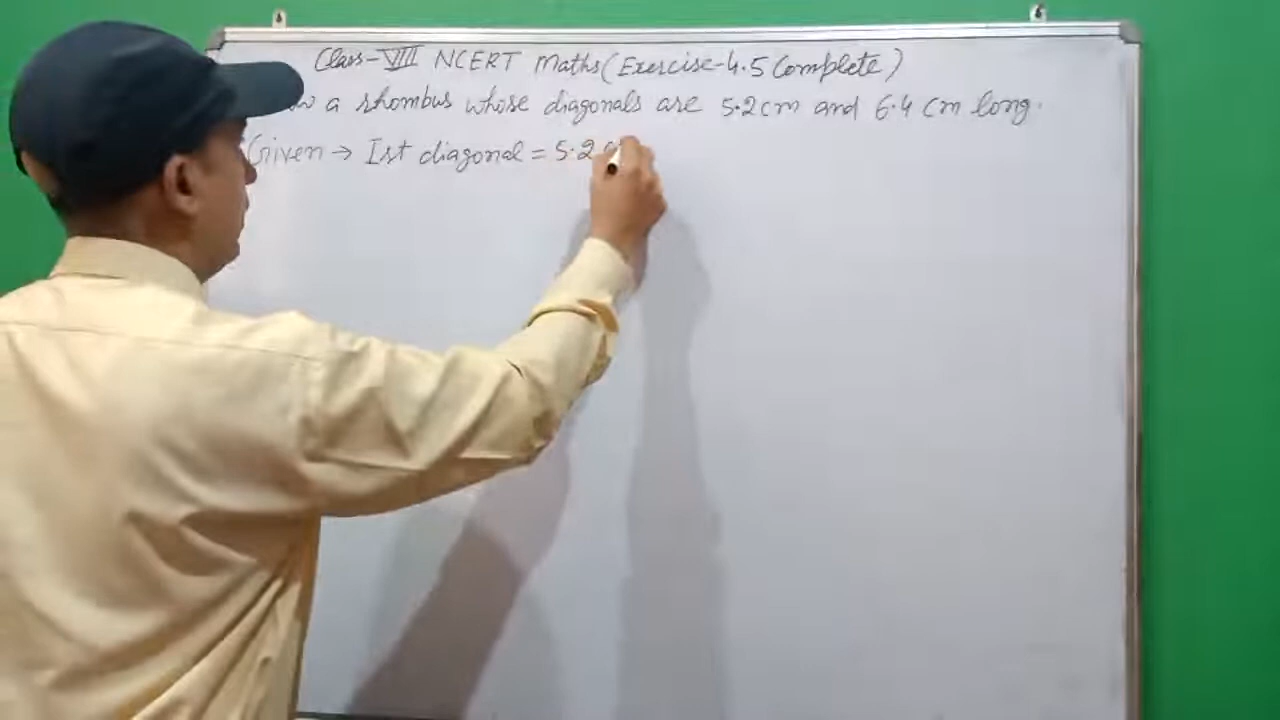 Class-VIII NCERT Maths (Exercise-4.5 Complete)
a rhombus whose diagonals are 5.2 cm and 6.4 cm long.
Given → Ist diagonal = 5.2